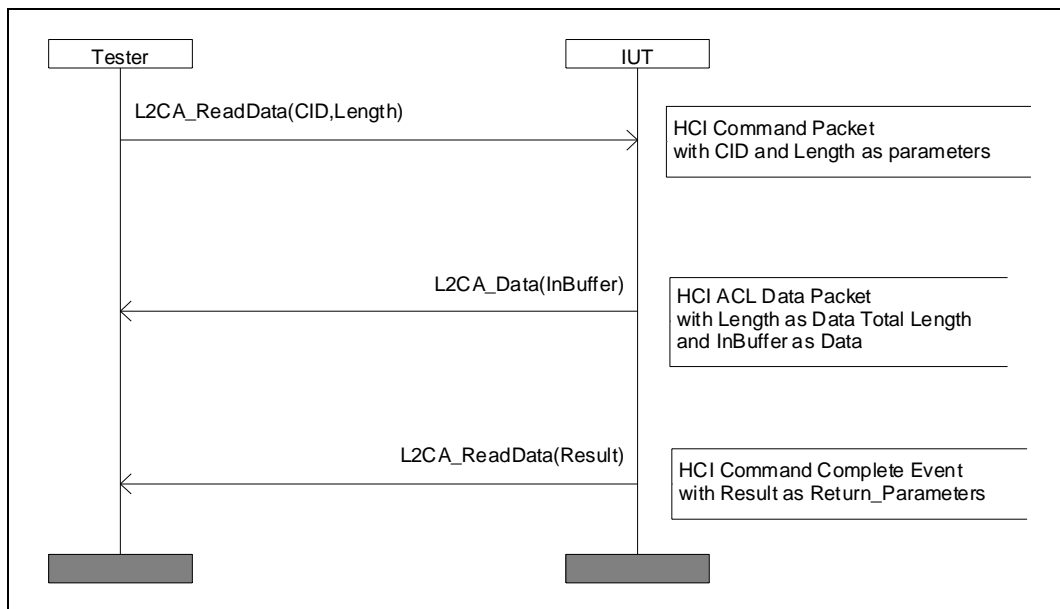 Tester
IUT
L2CA_ReadData(CID,Length)
HCI Command Packet
with CID and Length as parameters
L2CA_Data(InBuffer)
HCI ACL Data Packet
with Length as Data Total Length
and InBuffer as Data
L2CA_ReadData(Result)
HCI Command Complete Event
with Result as Return_Parameters